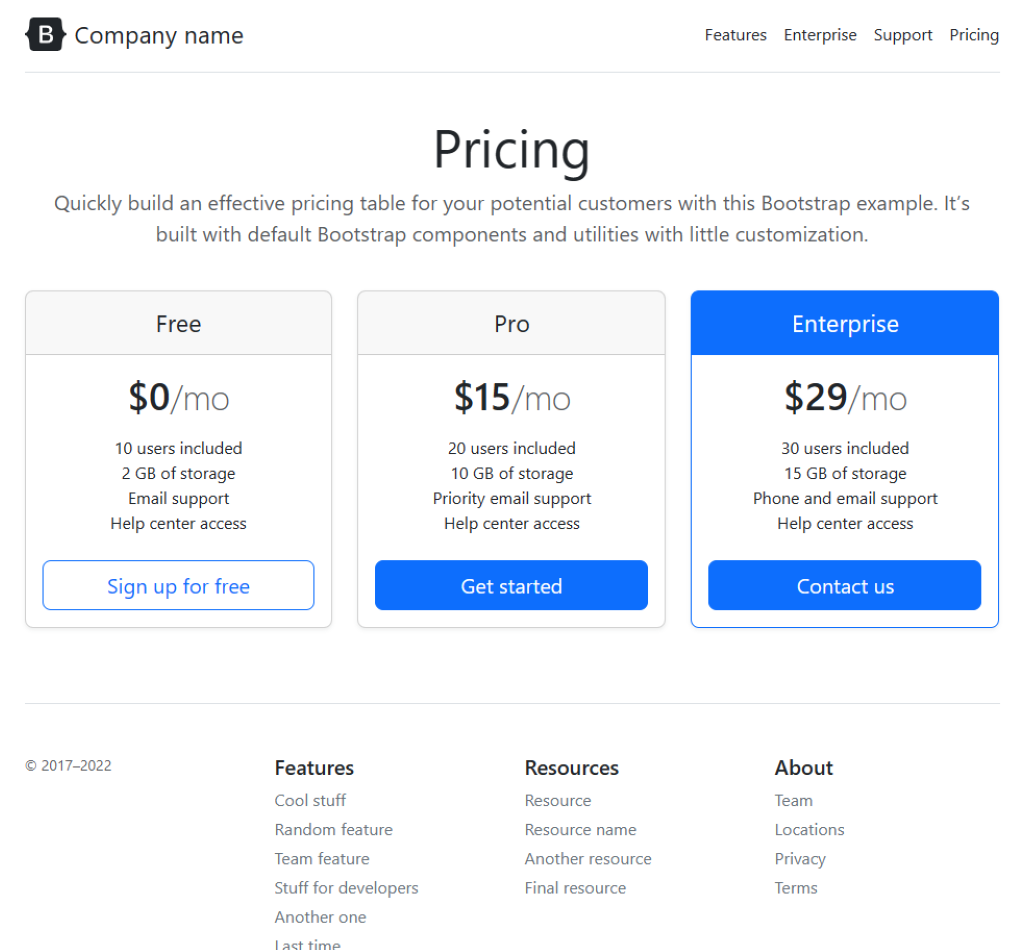 B Company name
Features Enterprise Support Pricing
Pricing
Quickly build an effective pricing table for your potential customers with this Bootstrap example. It’s
built with default Bootstrap components and utilities with little customization.
Free
$0/mo
10 users included
2 GB of storage
Email support
Help center access
Sign up for free
Pro
$15/mo
20 users included
10 GB of storage
Priority email support
Help center access
Get started
Enterprise
$29/mo
30 users included
15 GB of storage
Phone and email support
Help center access
Contact us
© 2017–2022
Features
Cool stuff
Random feature
Team feature
Stuff for developers
Another one
Last time
Resources
Resource
Resource name
Another resource
Final resource
About
Team
Locations
Privacy
Terms